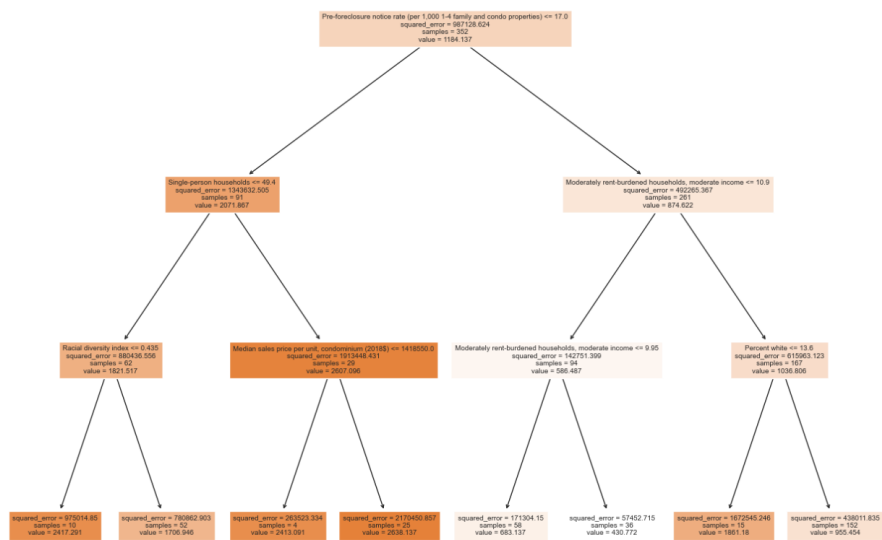 Pre-foreclosure notice rate (per 1,000 1-4 family and condo properties) <= 17.0
squared_error = 987128.624
samples = 352
value = 1184.137
Single-person households <= 49.4
squared_error = 1343632.505
samples = 91
value = 2071.867
Moderately rent-burdened households, moderate income <= 10.9
squared_error = 492265.367
samples = 261
value = 874.622
Racial diversity index <= 0.435
squared_error = 880436.556
samples = 62
value = 1821.517
Median sales price per unit, condominium (2018$) <= 1418550.0
squared_error = 1913448.431
samples = 29
value = 2607.096
Moderately rent-burdened households, moderate income <= 9.95
squared_error = 142751.399
samples = 94
value = 586.487
Percent white <= 13.6
squared_error = 615963.123
samples = 167
value = 1036.806
squared_error = 975014.85
samples = 10
value = 2417.291
squared_error = 780862.903
samples = 52
value = 1706.946
squared_error = 263523.334
samples = 4
value = 2413.091
squared_error = 2170450.857
samples = 25
value = 2638.137
squared_error = 171304.15
samples = 58
value = 683.137
squared_error = 57452.715
samples = 36
value = 430.772
squared_error = 1672545.246
samples = 15
value = 1861.18
squared_error = 438011.835
samples = 152
value = 955.454